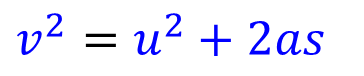 v² = u² + 2as